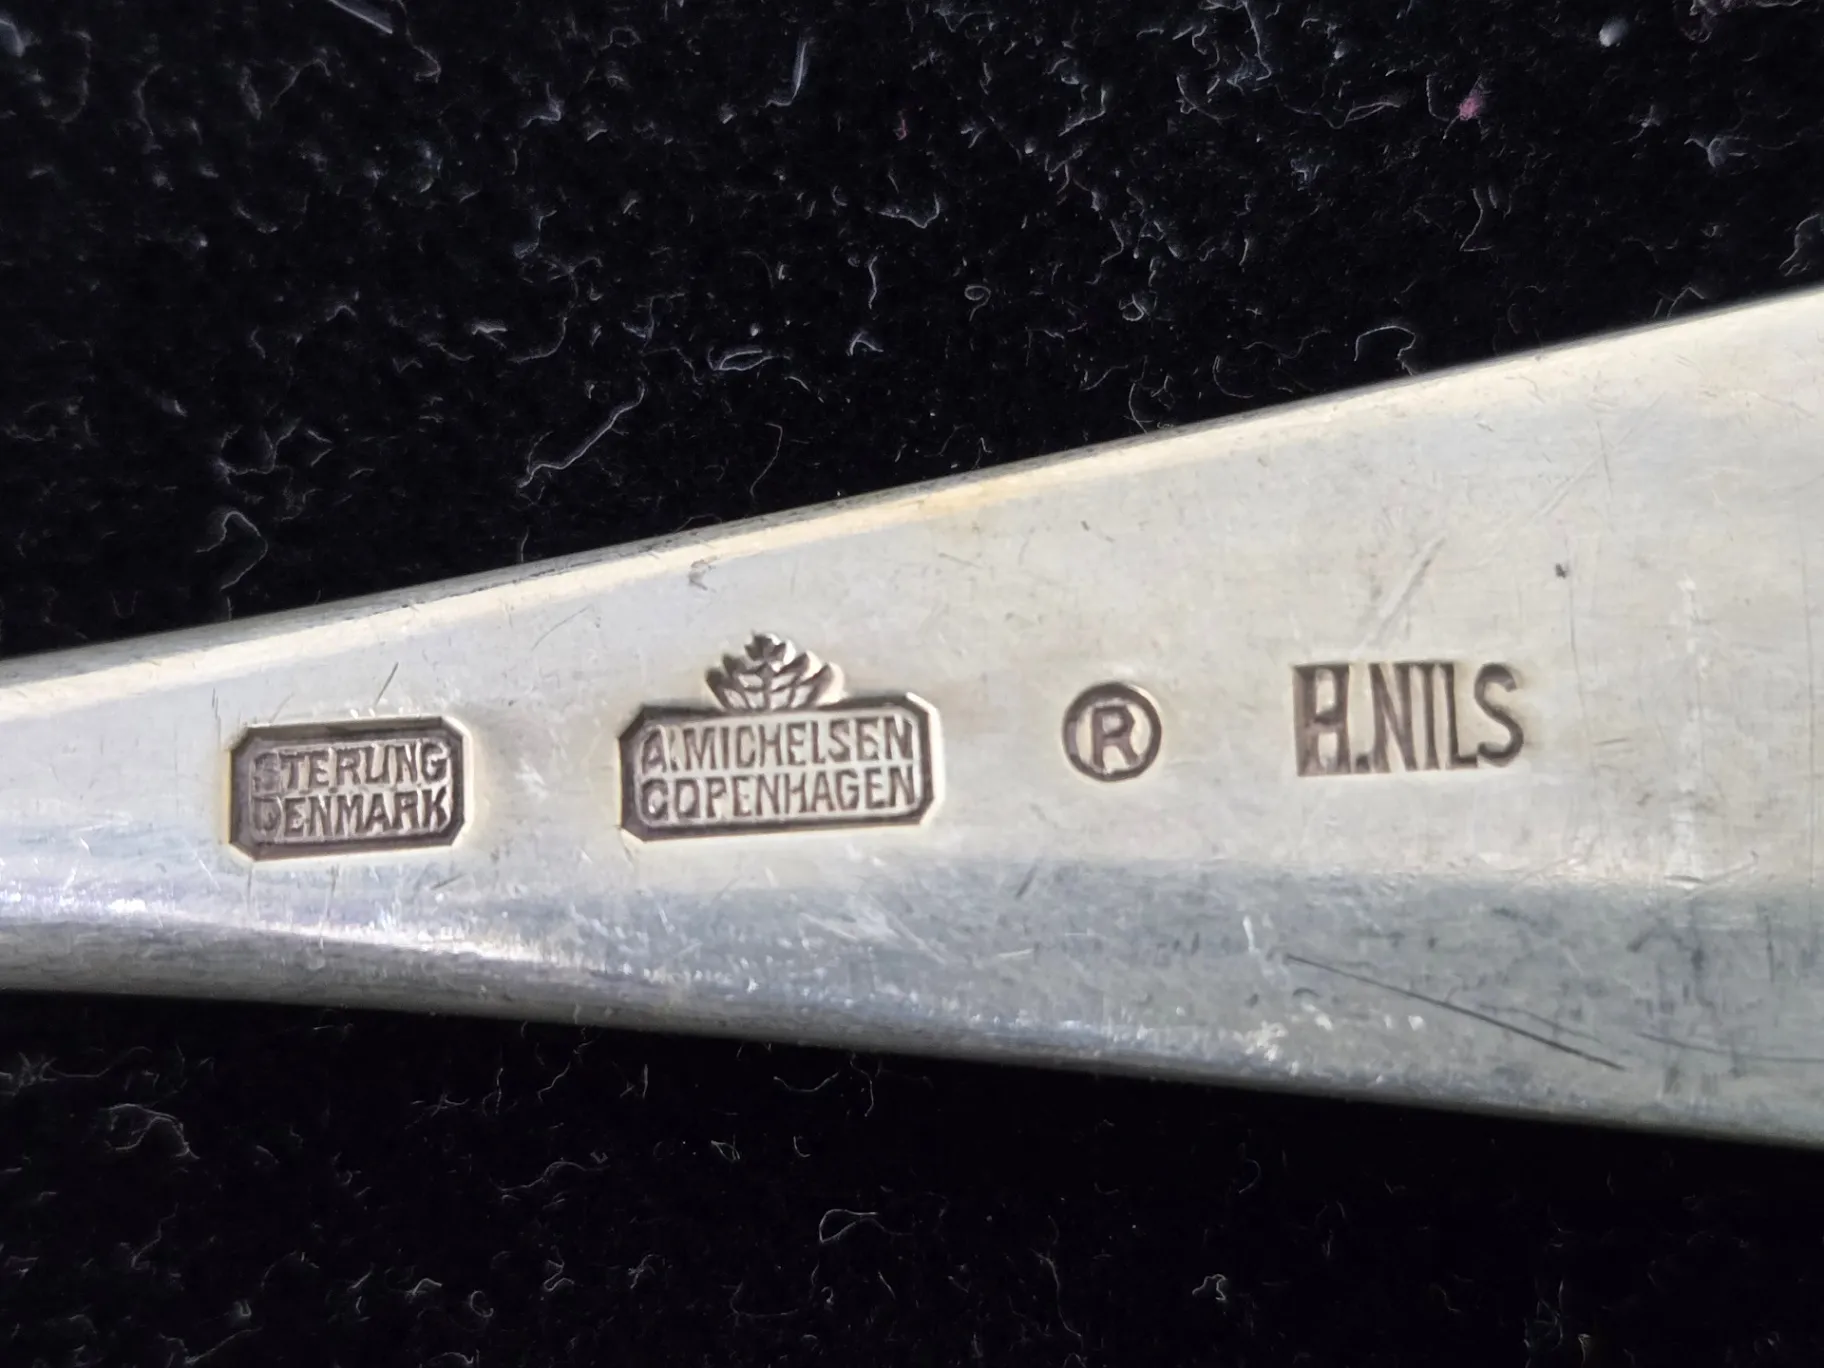 STERLING
DENMARK
A. MICHELSEN
COPENHAGEN
®
H.NILS